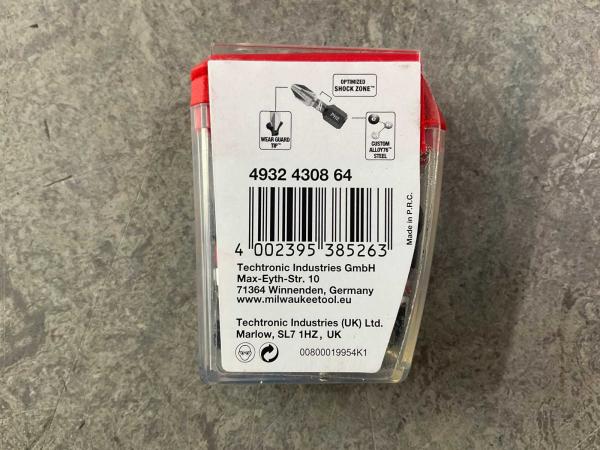 OPTIMIZED
SHOCK ZONE™
WEAR GUARD
TIP™
PH2
CUSTOM
ALLOY76™
STEEL
4932 4308 64
4 002395 385263
Made in P.R.C.
Techtronic Industries GmbH
Max-Eyth-Str. 10
71364 Winnenden, Germany
www.milwaukeetool.eu
Techtronic Industries (UK) Ltd.
Marlow, SL7 1HZ, UK
00800019954K1